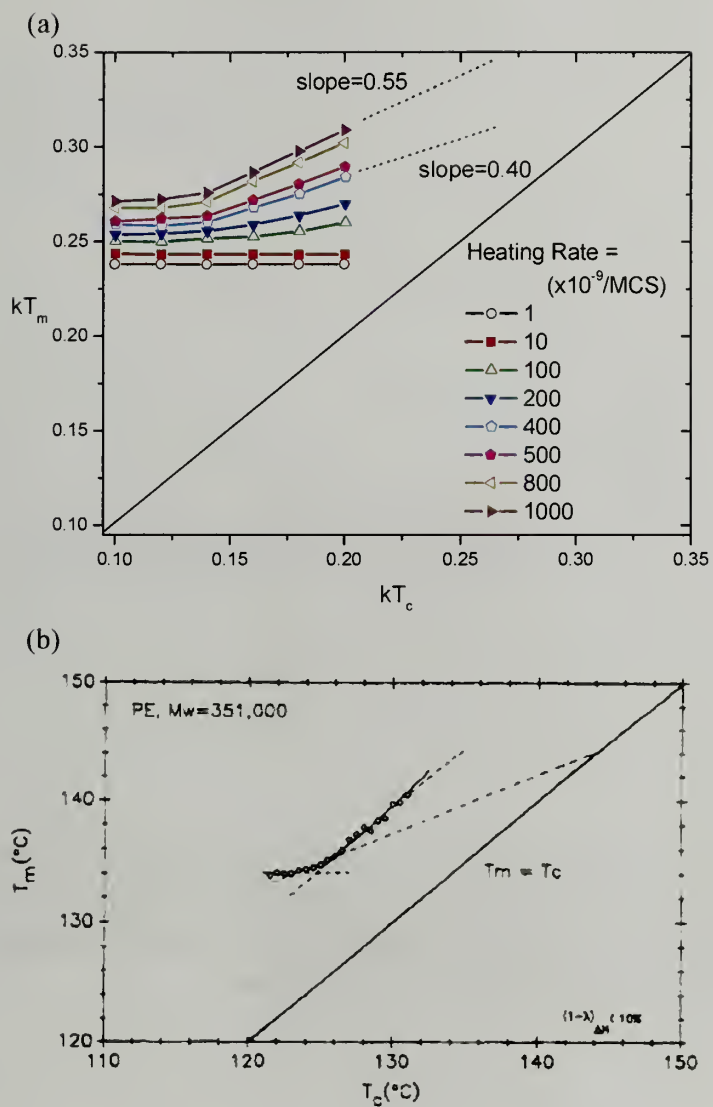 (a)
0.35
0.30
0.25
0.20
0.15
0.10
kTm
slope=0.55
slope=0.40
Heating Rate =
(x10⁻⁹/MCS)
1
10
100
200
400
500
800
1000
0.10 0.15 0.20 0.25 0.30 0.35
kTc
(b)
150
140
130
120
Tm(°C)
PE, Mw=351,000
Tm = Tc
(1-λ)ΔH < 10%
110 120 130 140 150
Tc(°C)